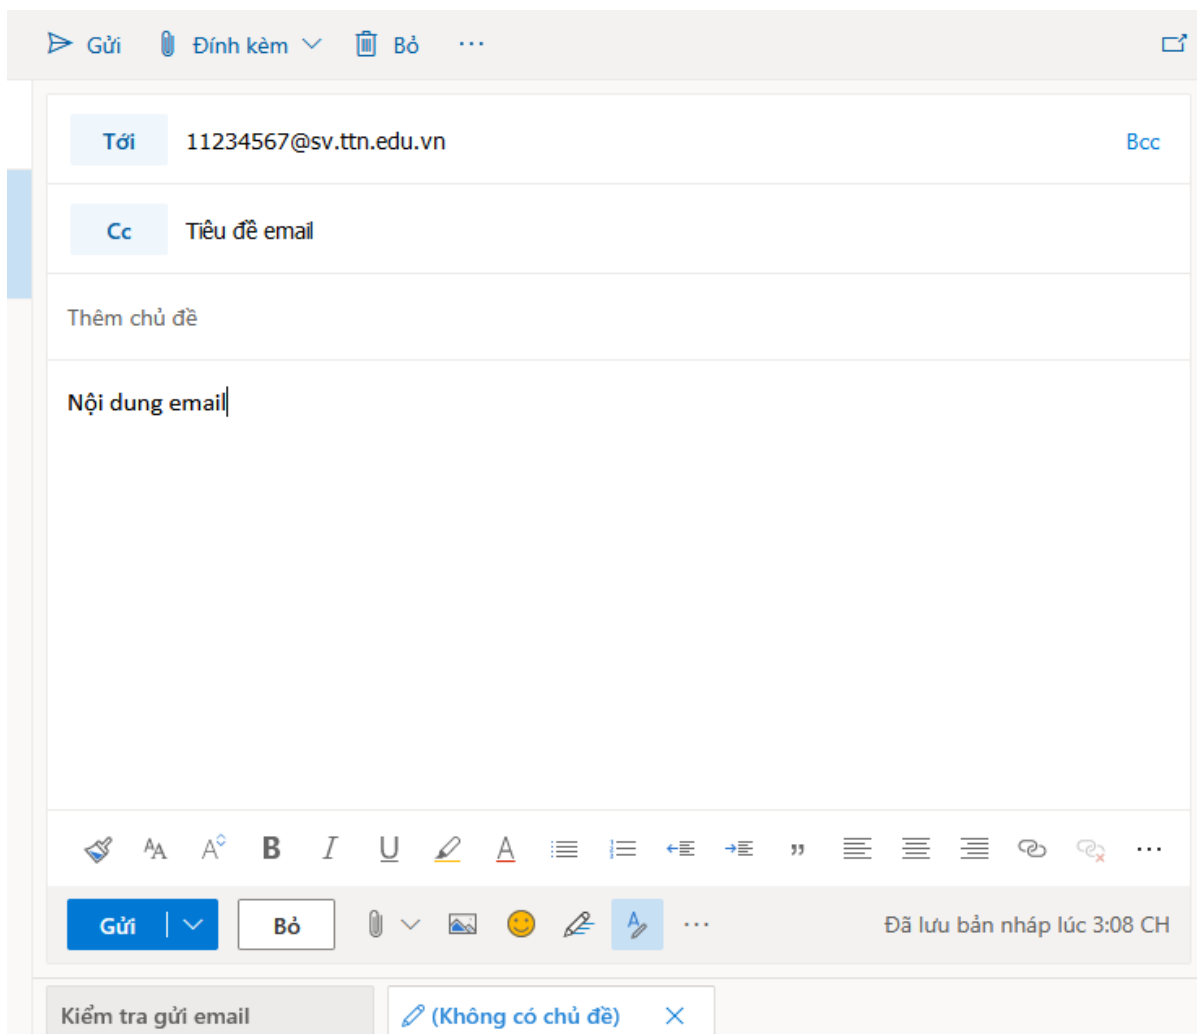 Gửi Đính kèm Bỏ ...
Tới 11234567@sv.ttn.edu.vn Bcc
Cc Tiêu đề email
Thêm chủ đề
Nội dung email
Gửi Bỏ ... Đã lưu bản nháp lúc 3:08 CH
Kiểm tra gửi email (Không có chủ đề)